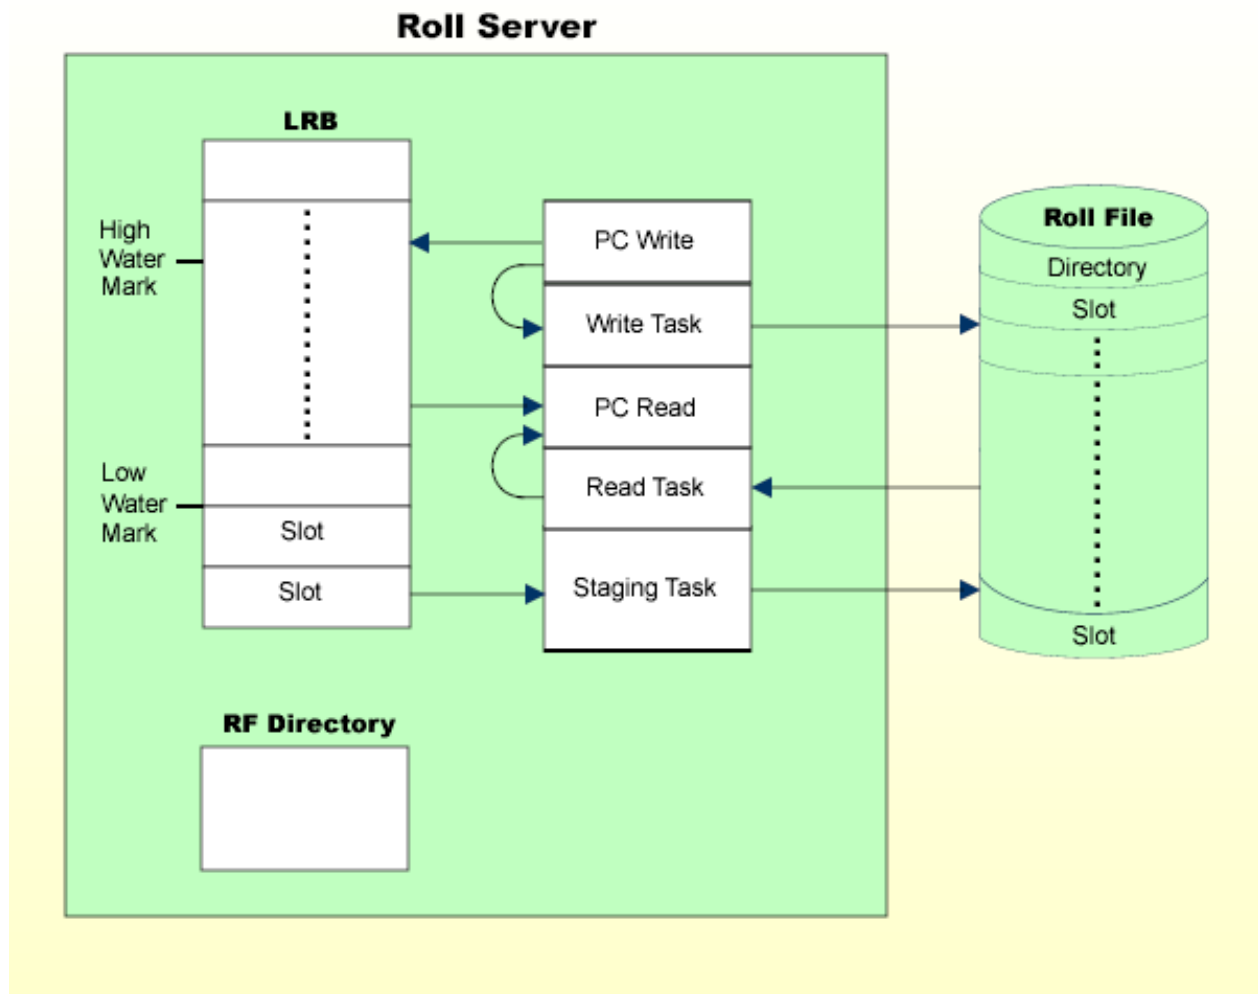 Roll Server
LRB
High
Water
Mark
Low
Water
Mark
Slot
Slot
PC Write
Write Task
PC Read
Read Task
Staging Task
Roll File
Directory
Slot
Slot
RF Directory